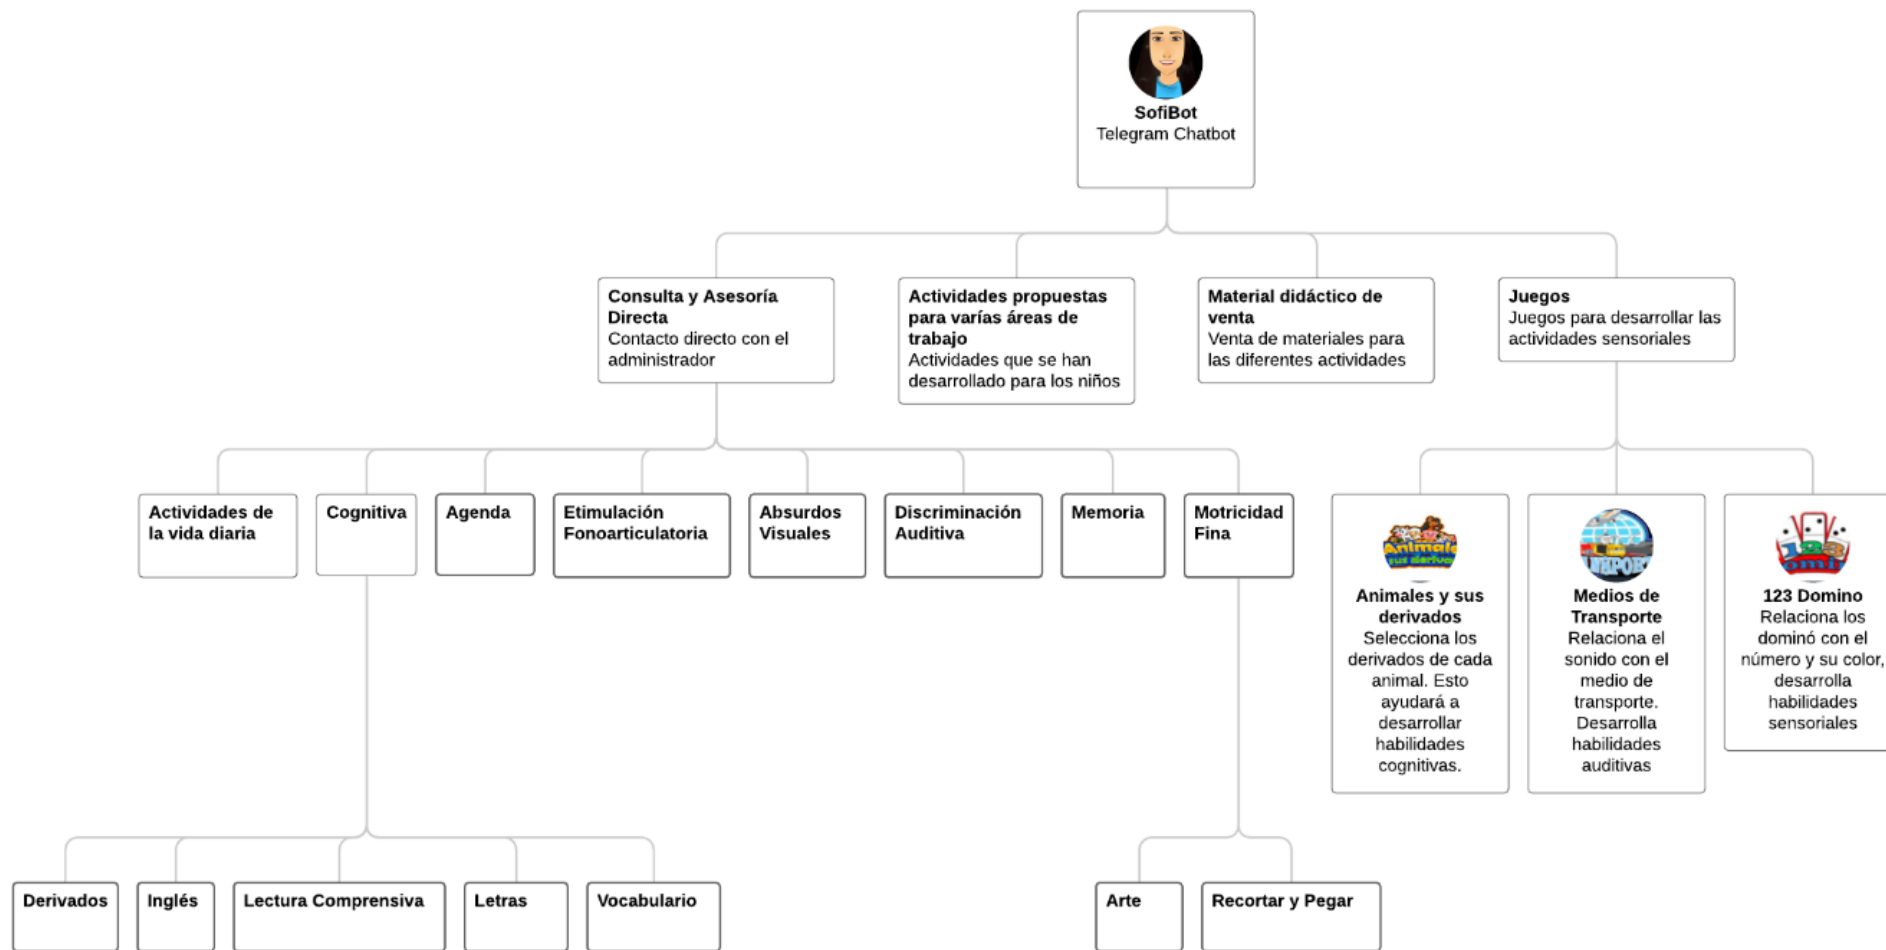 SofiBot
Telegram Chatbot
Consulta y Asesoría
Directa
Contacto directo con el
administrador
Actividades propuestas
para varías áreas de
trabajo
Actividades que se han
desarrollado para los niños
Material didáctico de
venta
Venta de materiales para
las diferentes actividades
Juegos
Juegos para desarrollar las
actividades sensoriales
Actividades de
la vida diaria
Cognitiva
Agenda
Etimulación
Fonoarticulatoria
Absurdos
Visuales
Discriminación
Auditiva
Memoria
Motricidad
Fina
Animales y sus
derivados
Selecciona los
derivados de cada
animal. Esto
ayudará a
desarrollar
habilidades
cognitivas.
Medios de
Transporte
Relaciona el
sonido con el
medio de
transporte.
Desarrolla
habilidades
auditivas
123
123 Domino
Relaciona los
dominó con el
número y su color,
desarrolla
habilidades
sensoriales
Derivados
Inglés
Lectura Comprensiva
Letras
Vocabulario
Arte
Recortar y Pegar